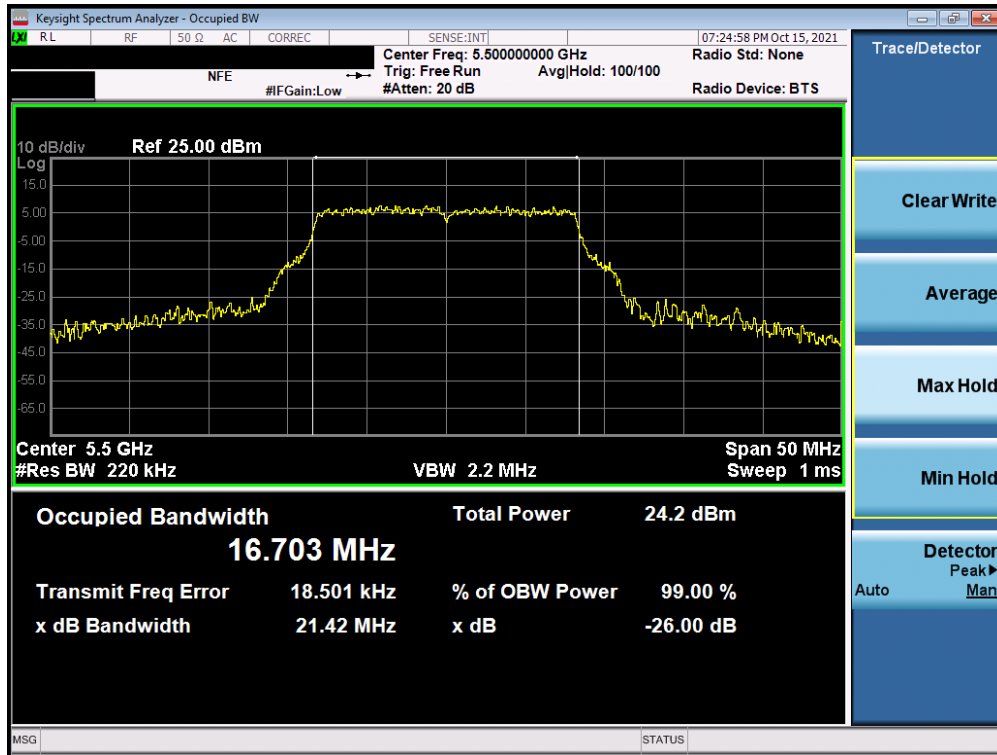 Keysight Spectrum Analyzer - Occupied BW
LXI RL RF 50 Ω AC CORREC SENSE:INT 07:24:58 PM Oct 15, 2021
Center Freq: 5.500000000 GHz Radio Std: None
NFE Trig: Free Run Avg|Hold: 100/100
#IFGain:Low #Atten: 20 dB Radio Device: BTS
10 dB/div Ref 25.00 dBm
Log
15.0
5.00
-5.00
-15.0
-25.0
-35.0
-45.0
-55.0
-65.0
Center 5.5 GHz Span 50 MHz
#Res BW 220 kHz VBW 2.2 MHz Sweep 1 ms
Occupied Bandwidth Total Power 24.2 dBm
16.703 MHz
Transmit Freq Error 18.501 kHz % of OBW Power 99.00 %
x dB Bandwidth 21.42 MHz x dB -26.00 dB
MSG STATUS
Trace/Detector
Clear Write
Average
Max Hold
Min Hold
Detector
Peak▶
Auto Man